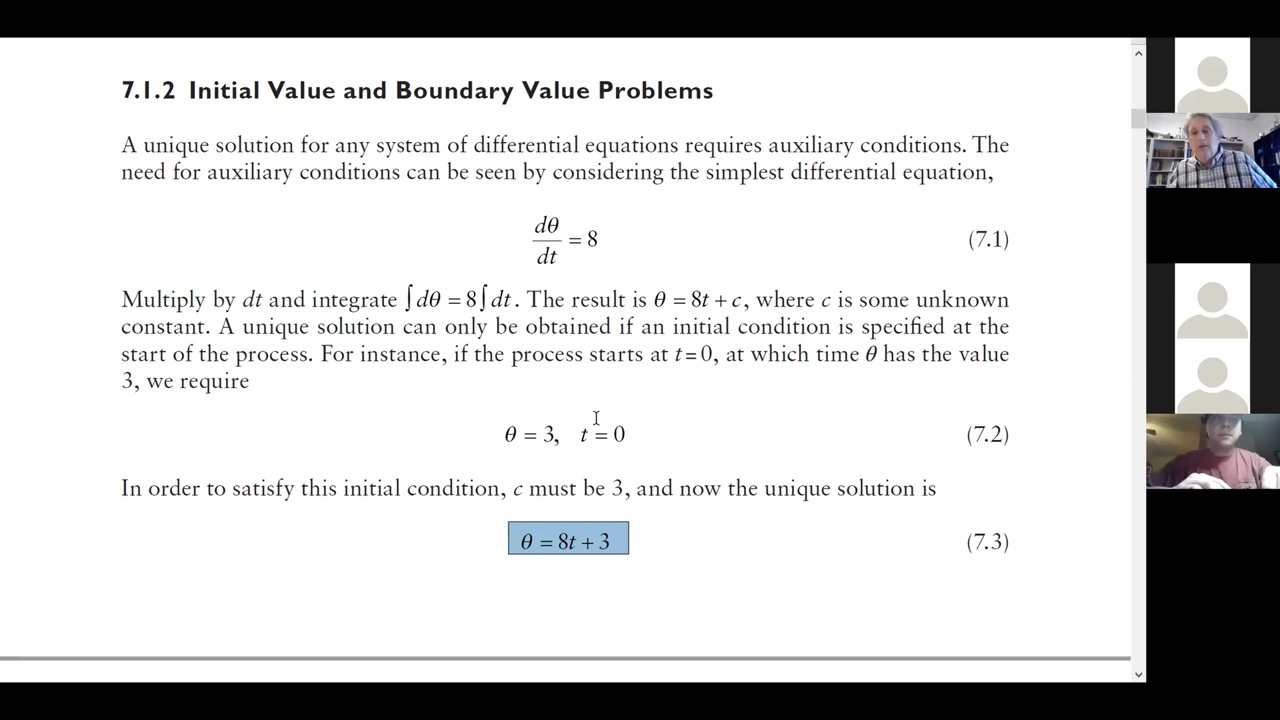 7.1.2 Initial Value and Boundary Value Problems
A unique solution for any system of differential equations requires auxiliary conditions. The
need for auxiliary conditions can be seen by considering the simplest differential equation,
dθ/dt = 8 (7.1)
Multiply by dt and integrate ∫dθ = 8∫dt. The result is θ = 8t + c, where c is some unknown
constant. A unique solution can only be obtained if an initial condition is specified at the
start of the process. For instance, if the process starts at t = 0, at which time θ has the value
3, we require
θ = 3, t = 0 (7.2)
In order to satisfy this initial condition, c must be 3, and now the unique solution is
θ = 8t + 3 (7.3)